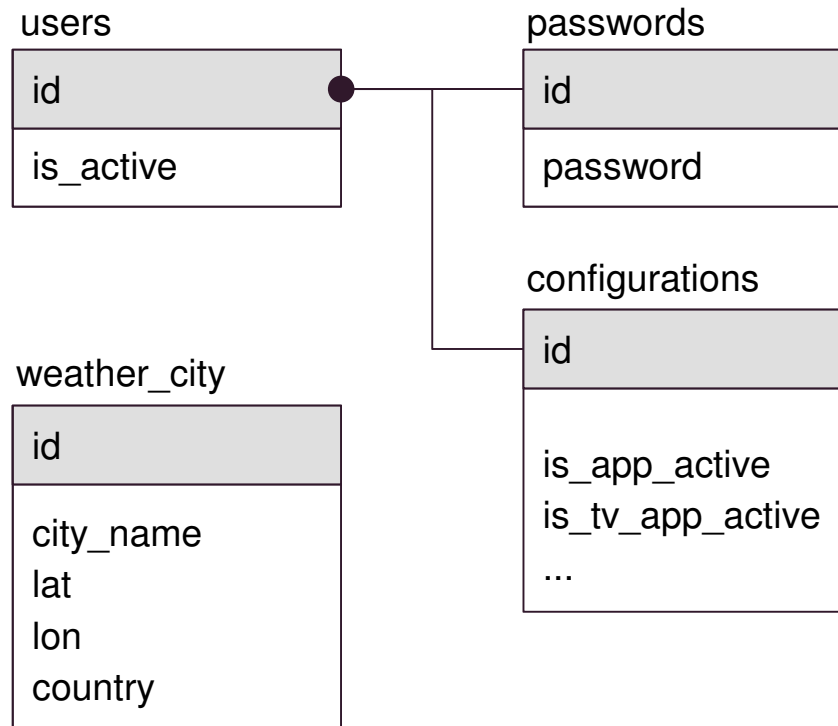 users
id
is_active
passwords
id
password
configurations
id
is_app_active
is_tv_app_active
...
weather_city
id
city_name
lat
lon
country